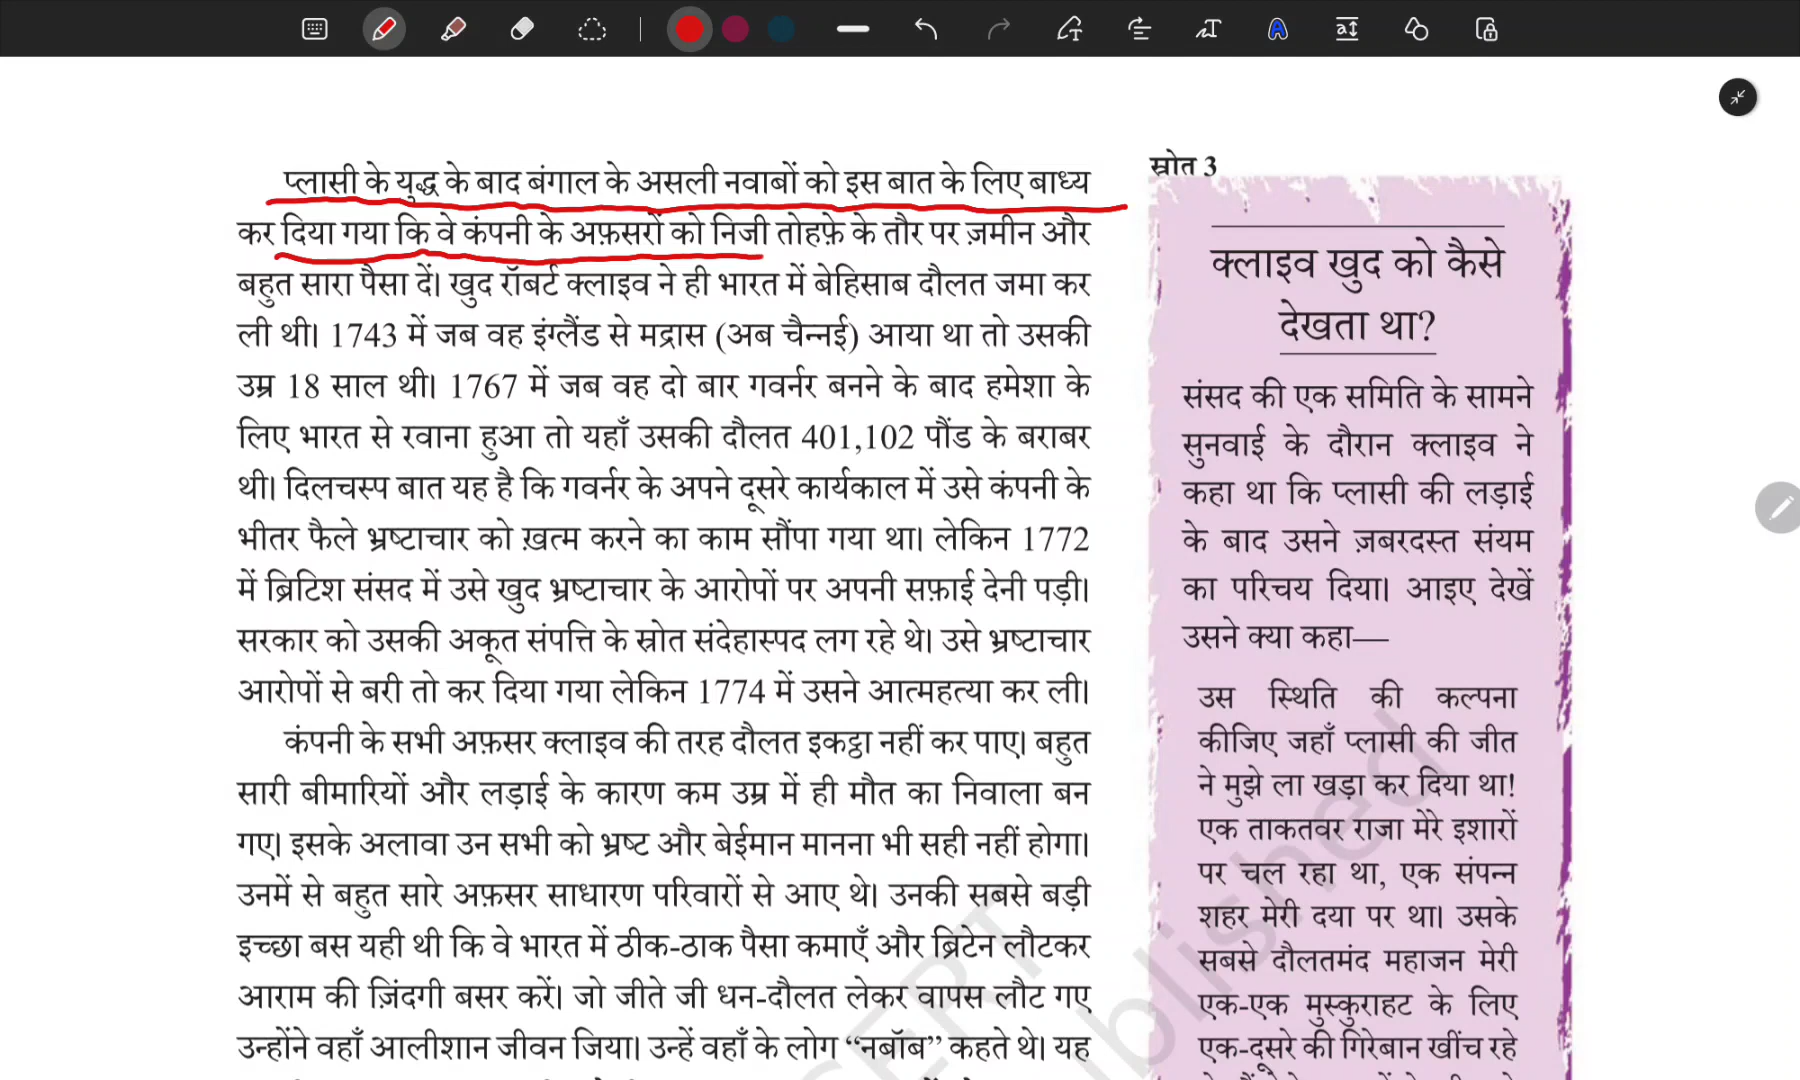 प्लासी के युद्ध के बाद बंगाल के असली नवाबों को इस बात के लिए बाध्य
कर दिया गया कि वे कंपनी के अफ़सरों को निजी तोहफ़े के तौर पर ज़मीन और
बहुत सारा पैसा दें। खुद रॉबर्ट क्लाइव ने ही भारत में बेहिसाब दौलत जमा कर
ली थी। 1743 में जब वह इंग्लैंड से मद्रास (अब चैन्नई) आया था तो उसकी
उम्र 18 साल थी। 1767 में जब वह दो बार गवर्नर बनने के बाद हमेशा के
लिए भारत से रवाना हुआ तो यहाँ उसकी दौलत 401,102 पौंड के बराबर
थी। दिलचस्प बात यह है कि गवर्नर के अपने दूसरे कार्यकाल में उसे कंपनी के
भीतर फैले भ्रष्टाचार को ख़त्म करने का काम सौंपा गया था। लेकिन 1772
में ब्रिटिश संसद में उसे खुद भ्रष्टाचार के आरोपों पर अपनी सफ़ाई देनी पड़ी।
सरकार को उसकी अकूत संपत्ति के स्रोत संदेहास्पद लग रहे थे। उसे भ्रष्टाचार
आरोपों से बरी तो कर दिया गया लेकिन 1774 में उसने आत्महत्या कर ली।
कंपनी के सभी अफ़सर क्लाइव की तरह दौलत इकट्ठा नहीं कर पाए। बहुत
सारी बीमारियों और लड़ाई के कारण कम उम्र में ही मौत का निवाला बन
गए। इसके अलावा उन सभी को भ्रष्ट और बेईमान मानना भी सही नहीं होगा।
उनमें से बहुत सारे अफ़सर साधारण परिवारों से आए थे। उनकी सबसे बड़ी
इच्छा बस यही थी कि वे भारत में ठीक-ठाक पैसा कमाएँ और ब्रिटेन लौटकर
आराम की ज़िंदगी बसर करें। जो जीते जी धन-दौलत लेकर वापस लौट गए
उन्होंने वहाँ आलीशान जीवन जिया। उन्हें वहाँ के लोग “नबॉब” कहते थे। यह
स्रोत 3
क्लाइव खुद को कैसे
देखता था?
संसद की एक समिति के सामने
सुनवाई के दौरान क्लाइव ने
कहा था कि प्लासी की लड़ाई
के बाद उसने ज़बरदस्त संयम
का परिचय दिया। आइए देखें
उसने क्या कहा—
उस स्थिति की कल्पना
कीजिए जहाँ प्लासी की जीत
ने मुझे ला खड़ा कर दिया था!
एक ताकतवर राजा मेरे इशारों
पर चल रहा था, एक संपन्न
शहर मेरी दया पर था। उसके
सबसे दौलतमंद महाजन मेरी
एक-एक मुस्कुराहट के लिए
एक-दूसरे की गिरेबान खींच रहे